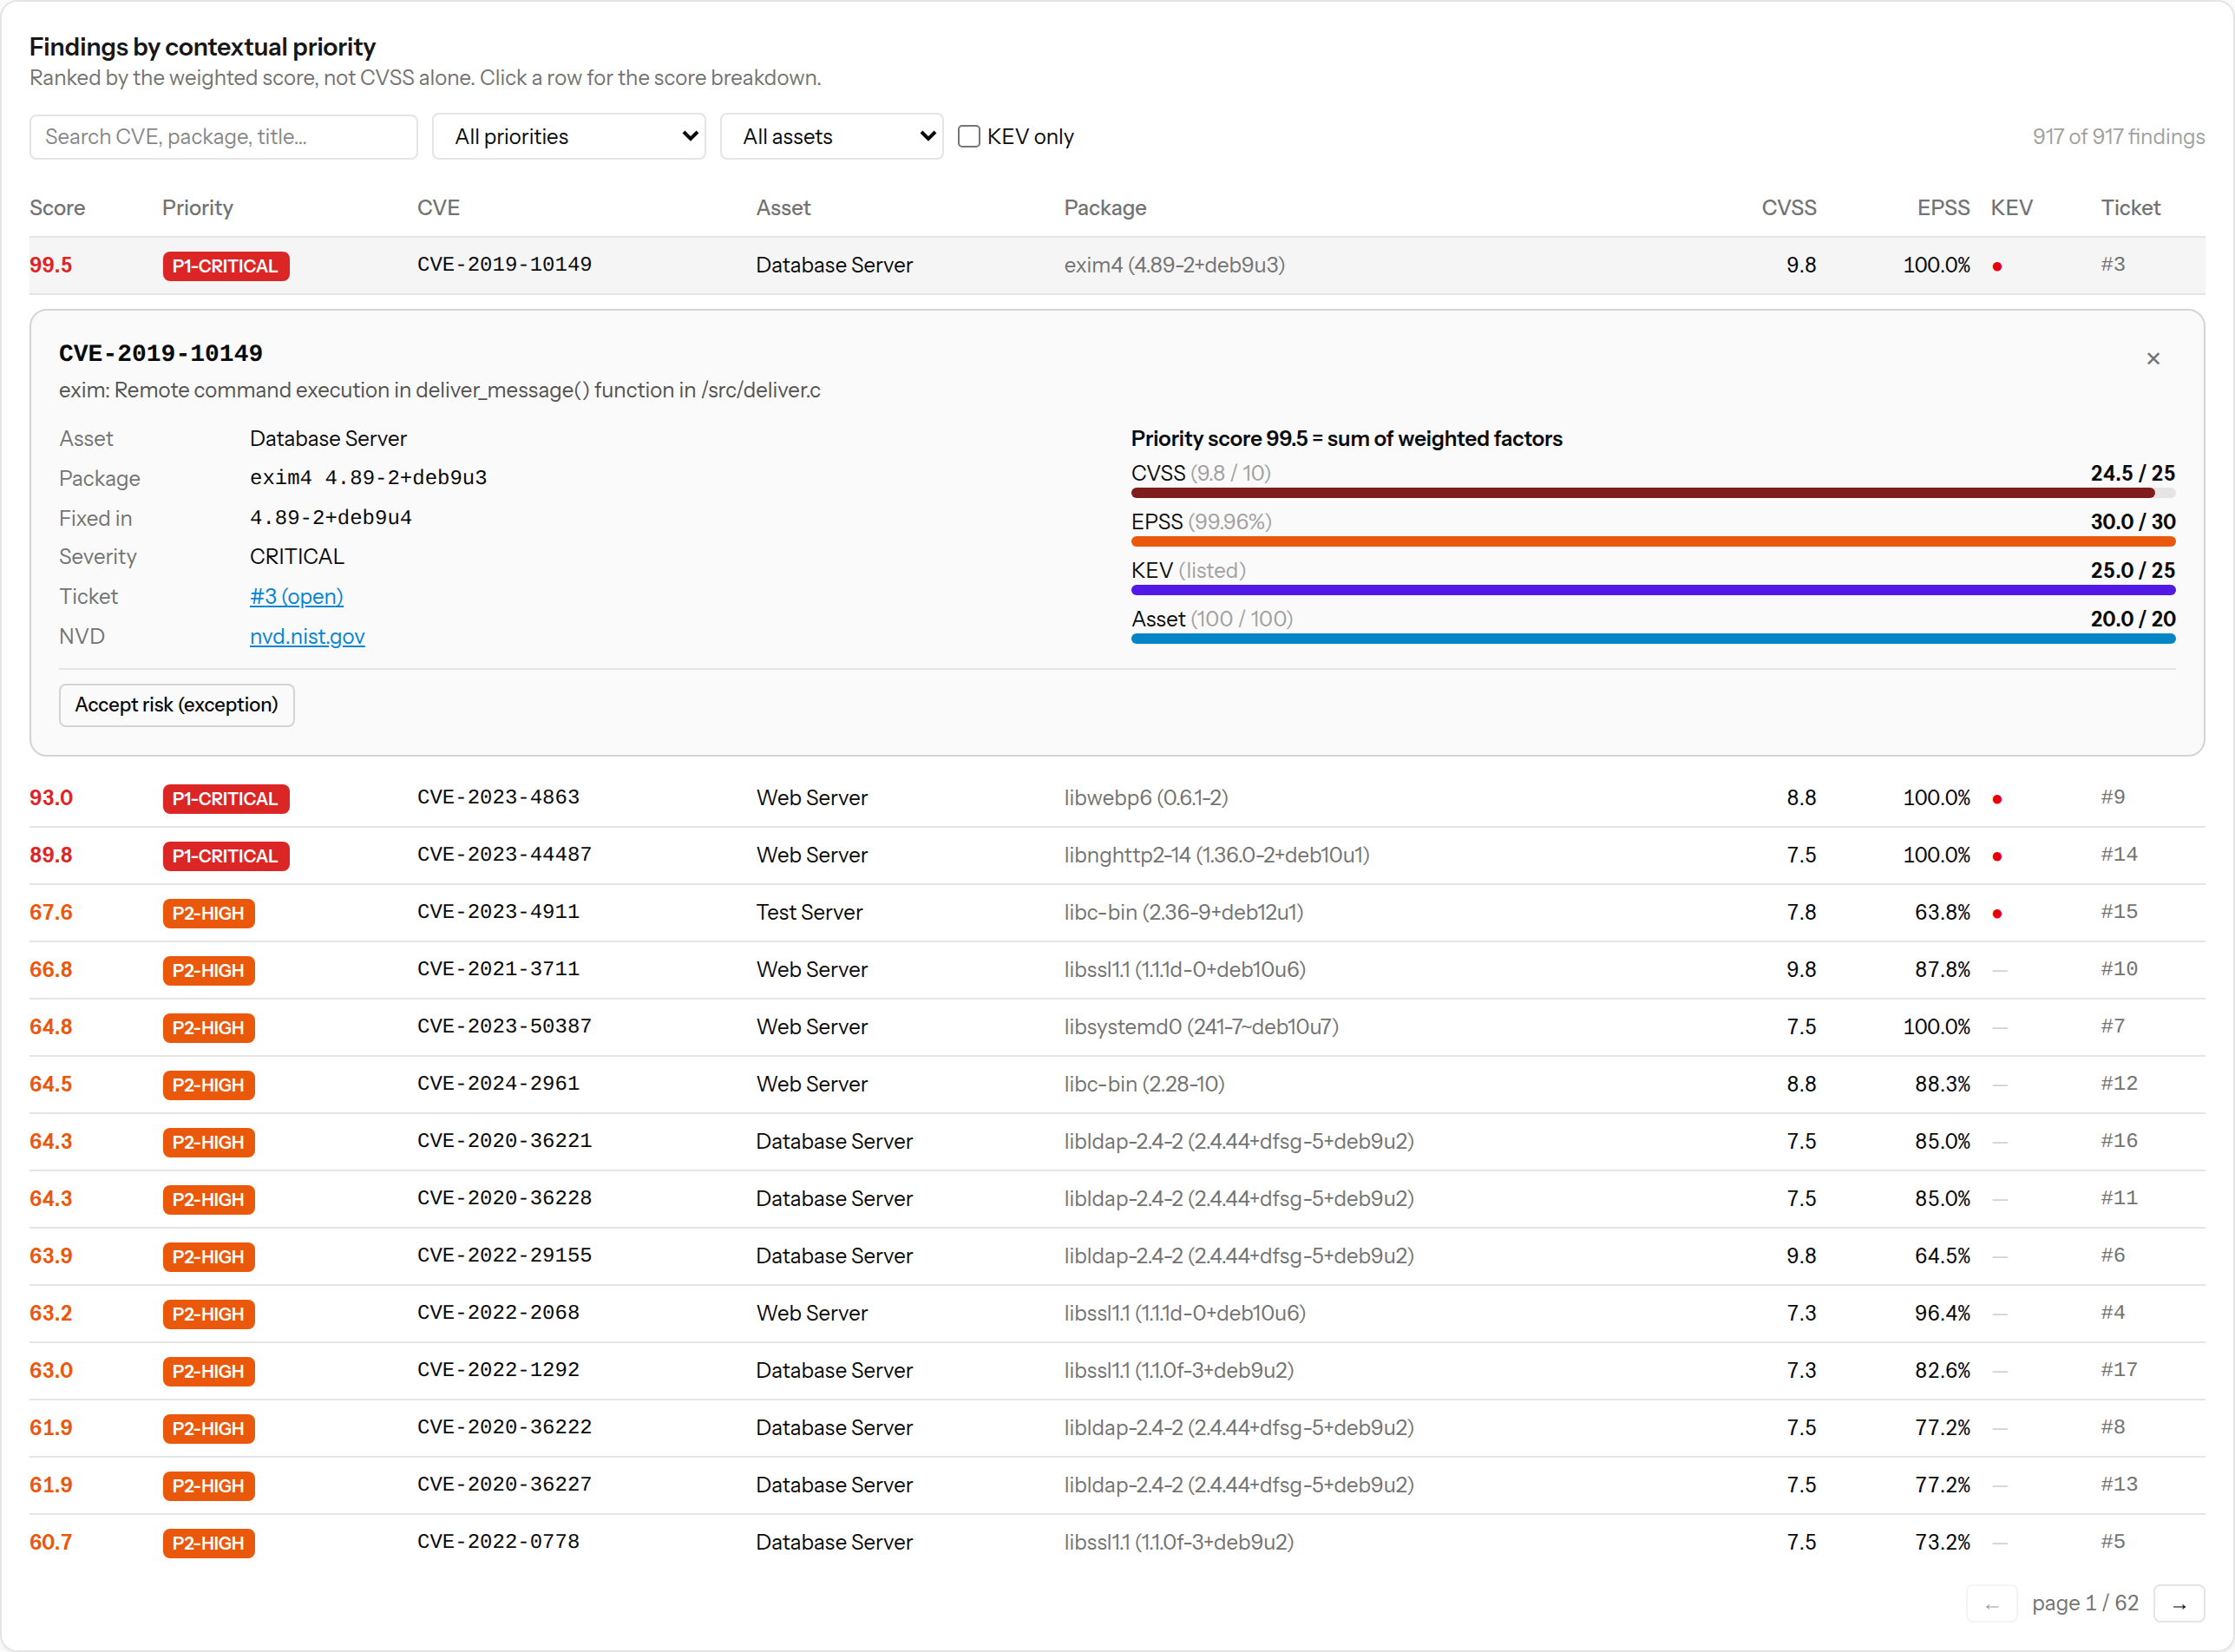 Findings by contextual priority
Ranked by the weighted score, not CVSS alone. Click a row for the score breakdown.
Search CVE, package, title... All priorities All assets KEV only 917 of 917 findings
Score Priority CVE Asset Package CVSS EPSS KEV Ticket
99.5 P1-CRITICAL CVE-2019-10149 Database Server exim4 (4.89-2+deb9u3) 9.8 100.0% ● #3
CVE-2019-10149 ×
exim: Remote command execution in deliver_message() function in /src/deliver.c
Asset Database Server
Package exim4 4.89-2+deb9u3
Fixed in 4.89-2+deb9u4
Severity CRITICAL
Ticket #3 (open)
NVD nvd.nist.gov
Priority score 99.5 = sum of weighted factors
CVSS (9.8 / 10) 24.5 / 25
EPSS (99.96%) 30.0 / 30
KEV (listed) 25.0 / 25
Asset (100 / 100) 20.0 / 20
Accept risk (exception)
93.0 P1-CRITICAL CVE-2023-4863 Web Server libwebp6 (0.6.1-2) 8.8 100.0% ● #9
89.8 P1-CRITICAL CVE-2023-44487 Web Server libnghttp2-14 (1.36.0-2+deb10u1) 7.5 100.0% ● #14
67.6 P2-HIGH CVE-2023-4911 Test Server libc-bin (2.36-9+deb12u1) 7.8 63.8% ● #15
66.8 P2-HIGH CVE-2021-3711 Web Server libssl1.1 (1.1.1d-0+deb10u6) 9.8 87.8% — #10
64.8 P2-HIGH CVE-2023-50387 Web Server libsystemd0 (241-7~deb10u7) 7.5 100.0% — #7
64.5 P2-HIGH CVE-2024-2961 Web Server libc-bin (2.28-10) 8.8 88.3% — #12
64.3 P2-HIGH CVE-2020-36221 Database Server libldap-2.4-2 (2.4.44+dfsg-5+deb9u2) 7.5 85.0% — #16
64.3 P2-HIGH CVE-2020-36228 Database Server libldap-2.4-2 (2.4.44+dfsg-5+deb9u2) 7.5 85.0% — #11
63.9 P2-HIGH CVE-2022-29155 Database Server libldap-2.4-2 (2.4.44+dfsg-5+deb9u2) 9.8 64.5% — #6
63.2 P2-HIGH CVE-2022-2068 Web Server libssl1.1 (1.1.1d-0+deb10u6) 7.3 96.4% — #4
63.0 P2-HIGH CVE-2022-1292 Database Server libssl1.1 (1.1.0f-3+deb9u2) 7.3 82.6% — #17
61.9 P2-HIGH CVE-2020-36222 Database Server libldap-2.4-2 (2.4.44+dfsg-5+deb9u2) 7.5 77.2% — #8
61.9 P2-HIGH CVE-2020-36227 Database Server libldap-2.4-2 (2.4.44+dfsg-5+deb9u2) 7.5 77.2% — #13
60.7 P2-HIGH CVE-2022-0778 Database Server libssl1.1 (1.1.0f-3+deb9u2) 7.5 73.2% — #5
← page 1 / 62 →